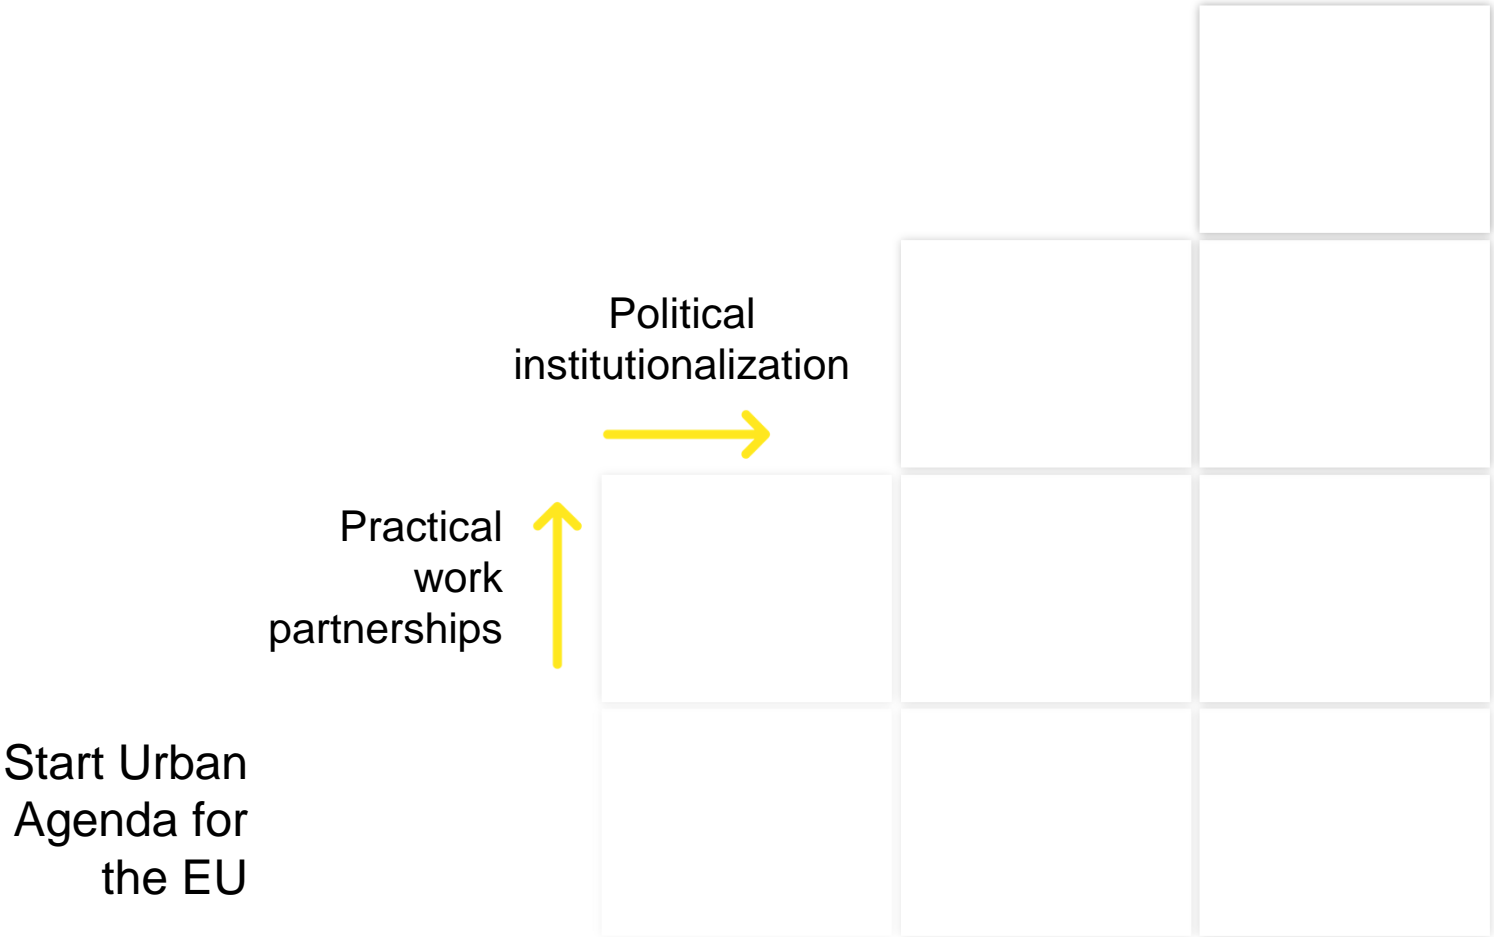 Political
institutionalization
Practical
work
partnerships
Start Urban
Agenda for
the EU